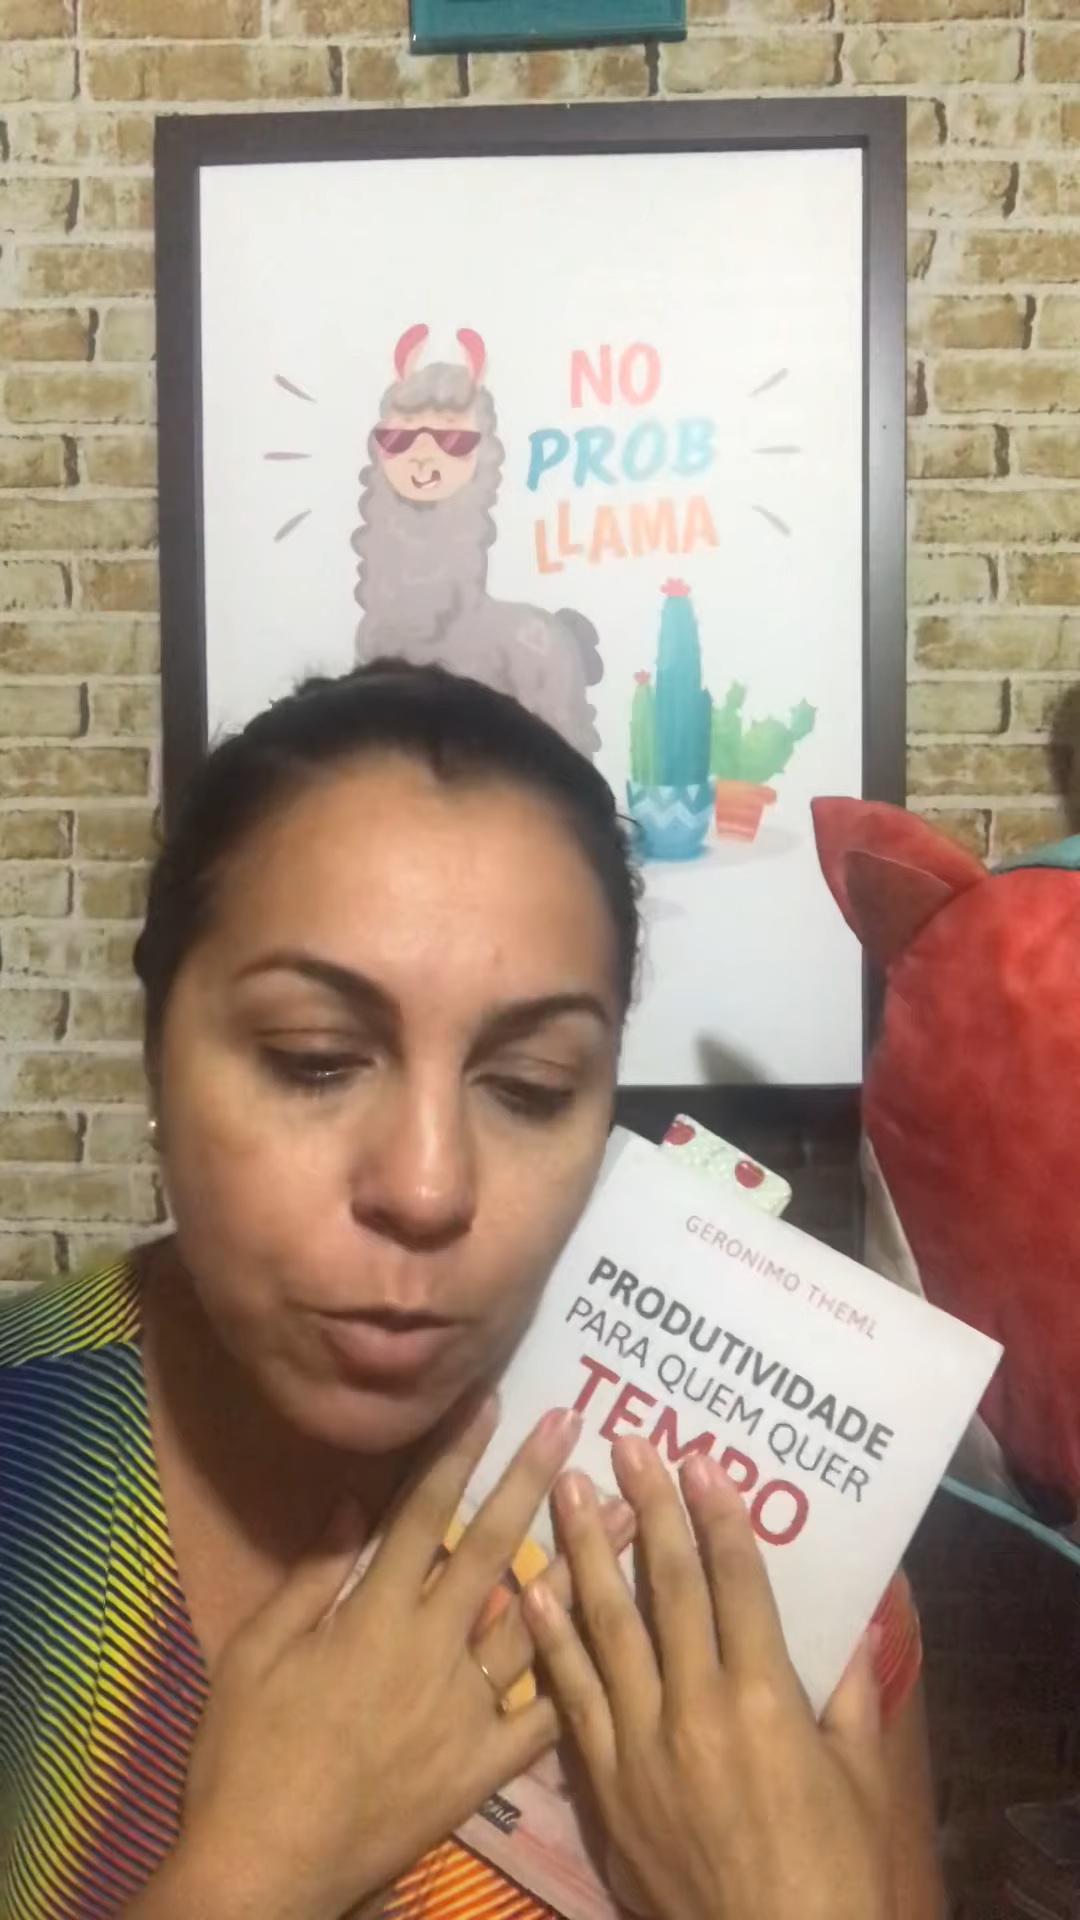 NO
PROB
LLAMA
GERONIMO THEML
PRODUTIVIDADE
PARA QUEM QUER
TEMPO